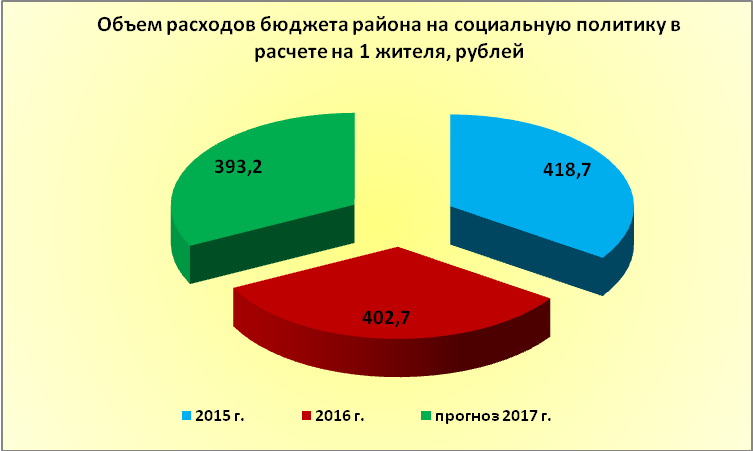 Объем расходов бюджета района на социальную политику в
расчете на 1 жителя, рублей
393,2
418,7
402,7
2015 г.
2016 г.
прогноз 2017 г.